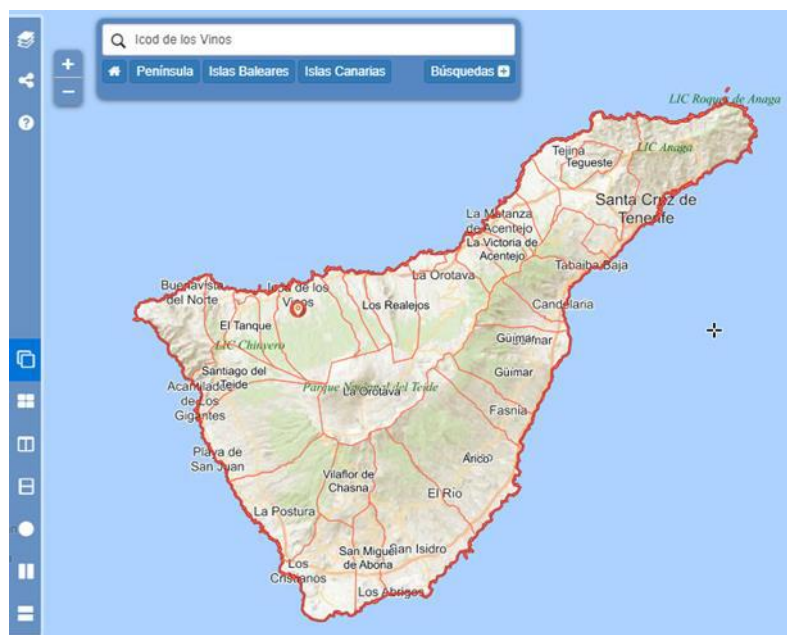 Icod de los Vinos
Península
Islas Baleares
Islas Canarias
Búsquedas
LIC Roques de Anaga
LIC Anaga
Tejina
Tegueste
Santa Cruz de
Tenerife
La Matanza
de Acentejo
La Victoria de
Acentejo
Tabaiba Baja
La Orotava
Buenavista
del Norte
Icod de los
Vinos
Los Realejos
Candelaria
El Tanque
LIC Chinyero
Güímar
Santiago del
Teide
Parque Nacional del Teide
La Orotava
Güímar
Acantilados
de Los
Gigantes
Fasnia
Playa de
San Juan
Arico
Vilaflor de
Chasna
El Río
La Postura
San Miguel
de Abona
San Isidro
Los
Cristianos
Los Abrigos